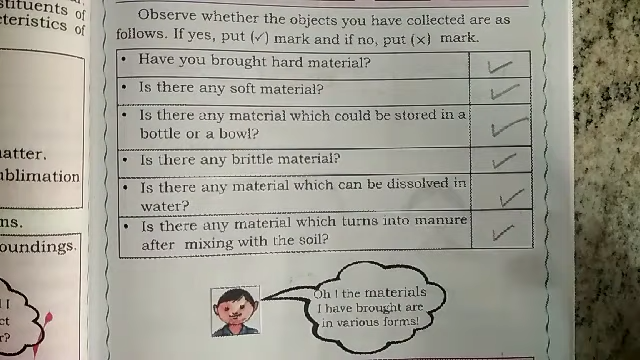 stituents of
cteristics of
atter.
ublimation
ns.
oundings.
ct
r?
Observe whether the objects you have collected are as
follows. If yes, put (✓) mark and if no, put (x) mark.
• Have you brought hard material? ✓
• Is there any soft material? ✓
• Is there any material which could be stored in a
bottle or a bowl? ✓
• Is there any brittle material? ✓
• Is there any material which can be dissolved in
water? ✓
• Is there any material which turns into manure
after mixing with the soil? ✓
Oh ! the materials
I have brought are
in various forms!